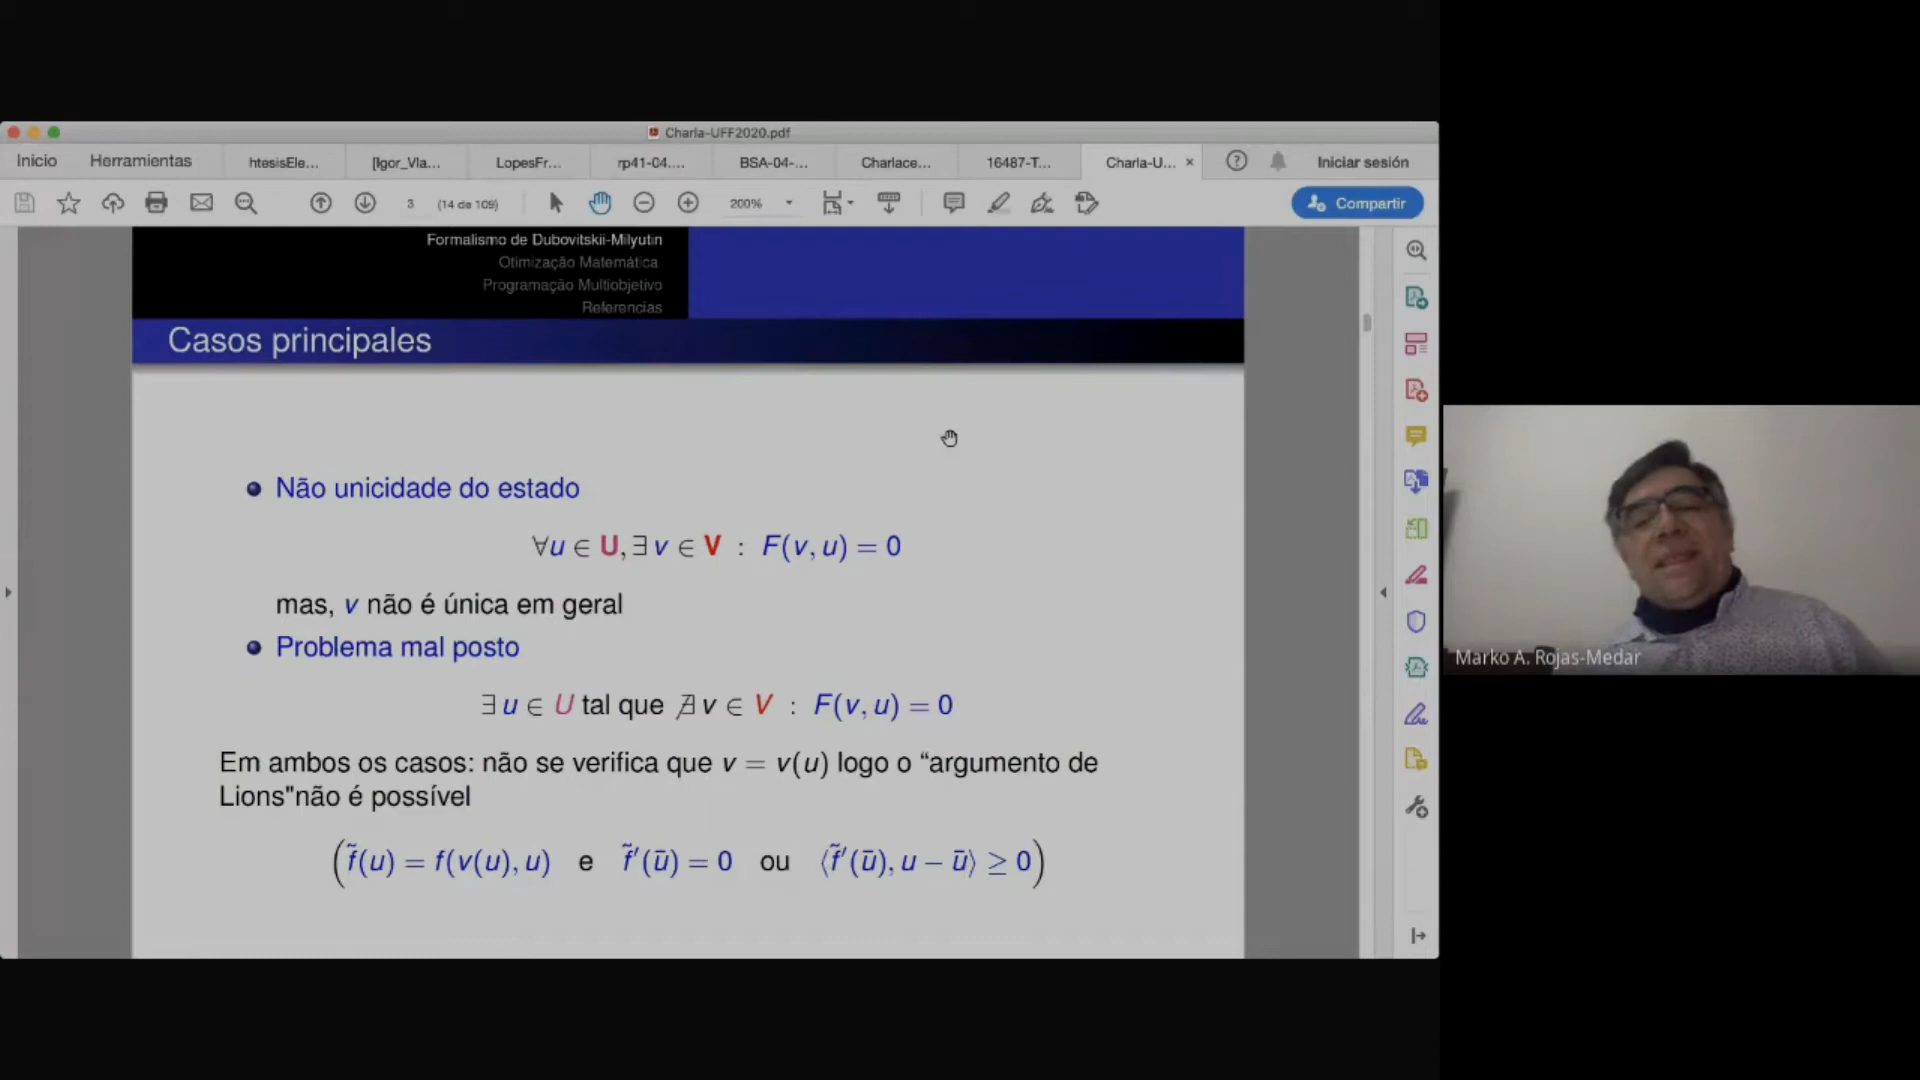 Charla-UFF2020.pdf
Inicio Herramientas htesisEle... [Igor_Vla... LopesFr... rp41-04.... BSA-04-... Charlace... 16487-T... Charla-U... × Iniciar sesión
3 (14 de 109) 200% Compartir
Formalismo de Dubovitskii-Milyutin
Otimização Matemática
Programação Multiobjetivo
Referencias
Casos principales
Não unicidade do estado
∀u ∈ U, ∃ v ∈ V : F(v, u) = 0
mas, v não é única em geral
Problema mal posto
∃ u ∈ U tal que ∄ v ∈ V : F(v, u) = 0
Em ambos os casos: não se verifica que v = v(u) logo o “argumento de
Lions"não é possível
(f̃(u) = f(v(u), u) e f̃′(ū) = 0 ou ⟨f̃′(ū), u − ū⟩ ≥ 0)
Marko A. Rojas-Medar